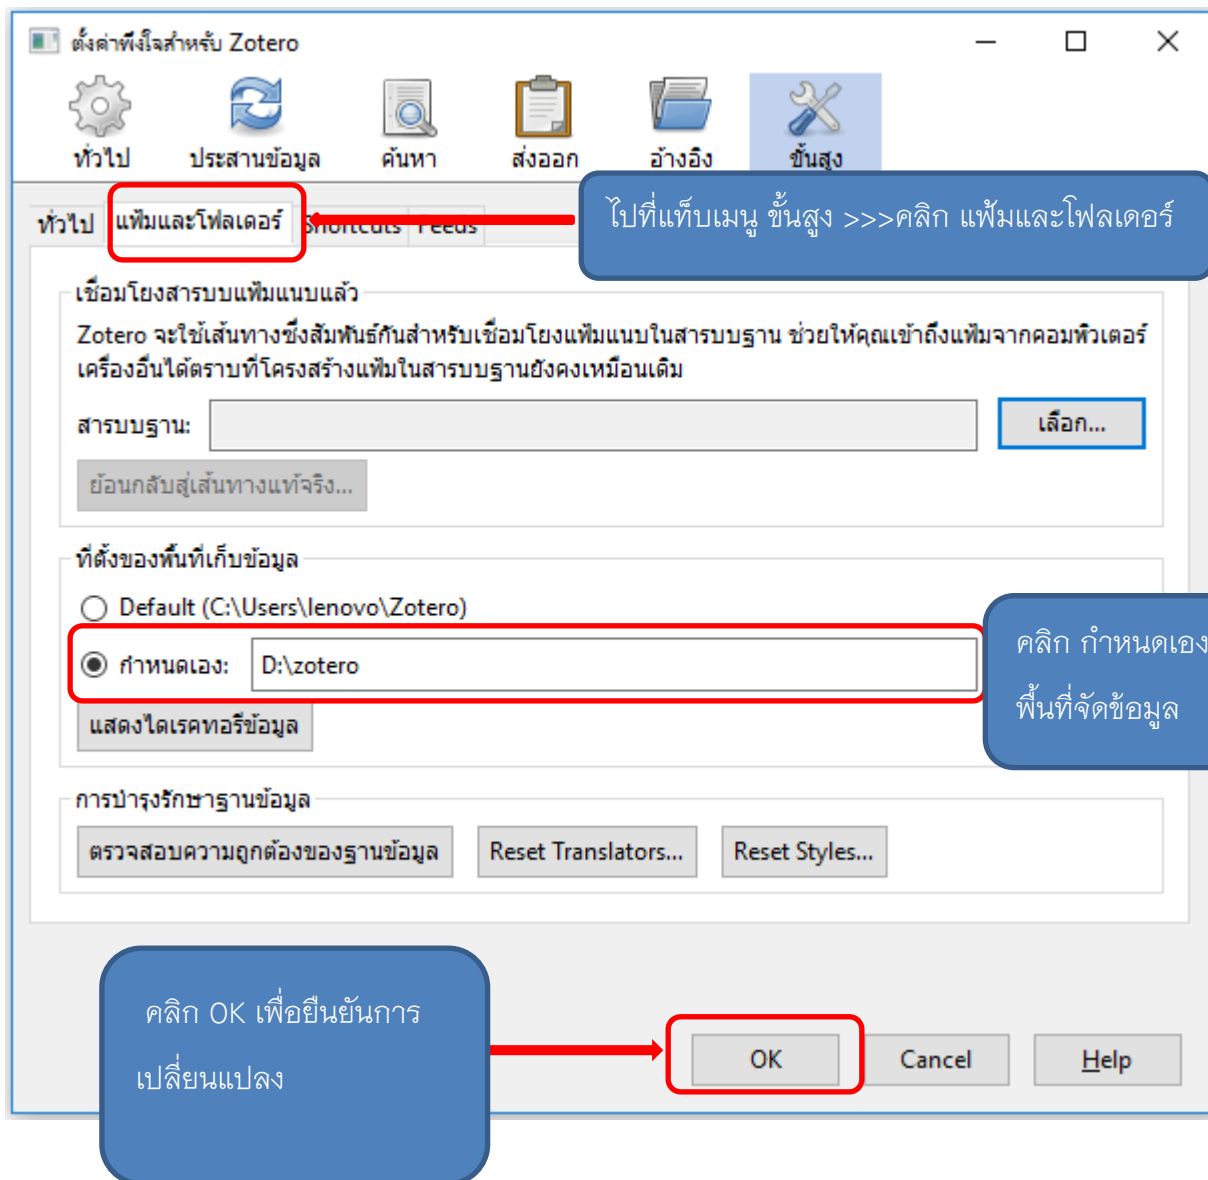 ตั้งค่าพึงใจสำหรับ Zotero
ทั่วไป ประสานข้อมูล ค้นหา ส่งออก อ้างอิง ขั้นสูง
ไปที่แท็บเมนู ขั้นสูง >>>คลิก แฟ้มและโฟลเดอร์
ทั่วไป แฟ้มและโฟลเดอร์ Shortcuts Feeds
เชื่อมโยงสารบบแฟ้มแนบแล้ว
Zotero จะใช้เส้นทางซึ่งสัมพันธ์กันสำหรับเชื่อมโยงแฟ้มแนบในสารบบฐาน ช่วยให้คุณเข้าถึงแฟ้มจากคอมพิวเตอร์
เครื่องอื่นได้ตราบที่โครงสร้างแฟ้มในสารบบฐานยังคงเหมือนเดิม
สารบบฐาน: เลือก...
ย้อนกลับสู่เส้นทางแท้จริง...
ที่ตั้งของพื้นที่เก็บข้อมูล
Default (C:\Users\lenovo\Zotero)
กำหนดเอง: D:\zotero
คลิก กำหนดเอง
พื้นที่จัดข้อมูล
แสดงไดเรคทอรีข้อมูล
การบำรุงรักษาฐานข้อมูล
ตรวจสอบความถูกต้องของฐานข้อมูล Reset Translators... Reset Styles...
คลิก OK เพื่อยืนยันการ
เปลี่ยนแปลง
OK Cancel Help